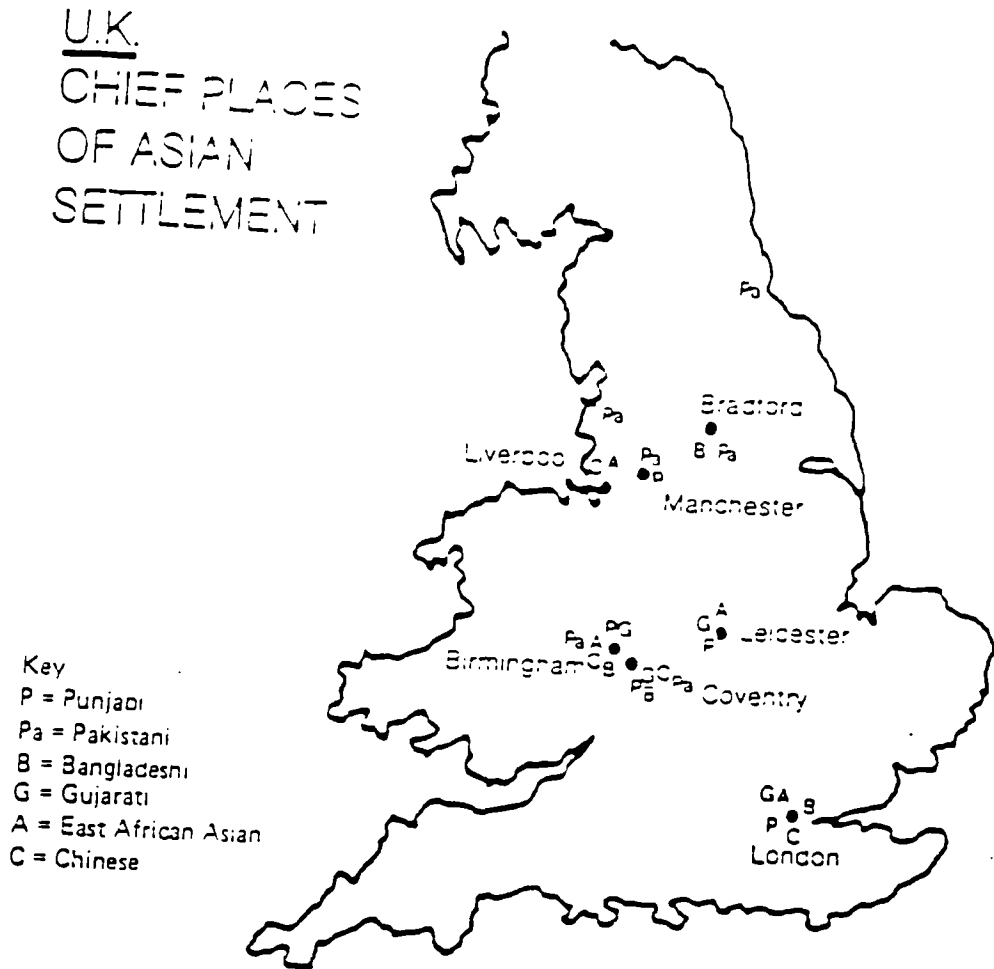 U.K.
CHIEF PLACES
OF ASIAN
SETTLEMENT
Pa
Bradford
B Pa
Pa
Liverpoo
C A
Pa
P
Manchester
A
G
P
Leicester
P G
Pa A
Birmingham C B
G C Pa
B
Coventry
Key
P = Punjabi
Pa = Pakistani
B = Bangladeshi
G = Gujarati
A = East African Asian
C = Chinese
G A B
P C
London